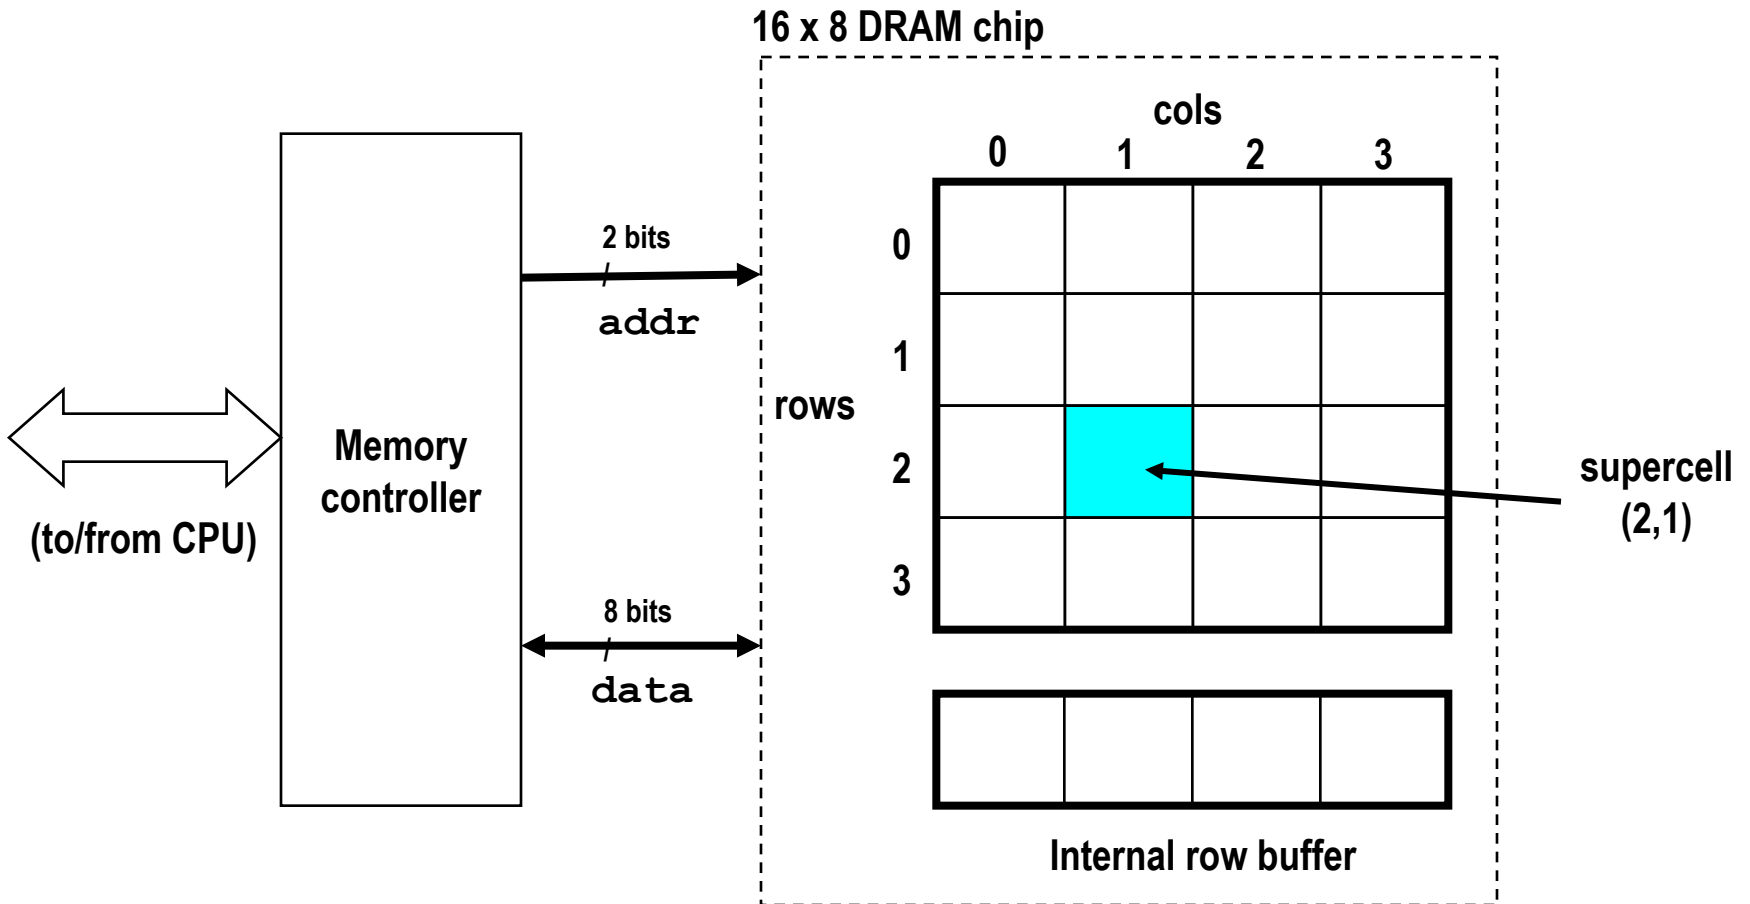 16 x 8 DRAM chip
cols
0 1 2 3
2 bits
addr
0
1
rows
Memory
controller
2
supercell
(2,1)
(to/from CPU)
3
8 bits
data
Internal row buffer